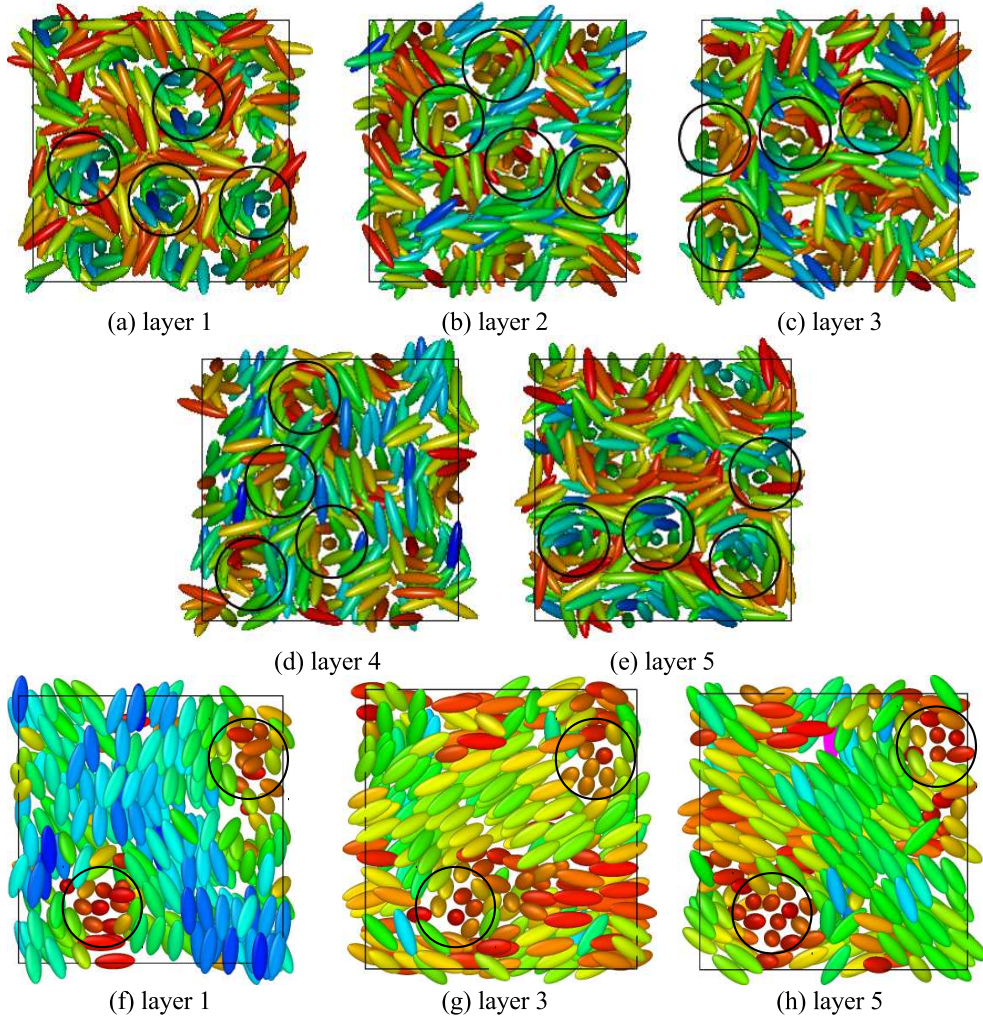 (a) layer 1
(b) layer 2
(c) layer 3
(d) layer 4
(e) layer 5
(f) layer 1
(g) layer 3
(h) layer 5